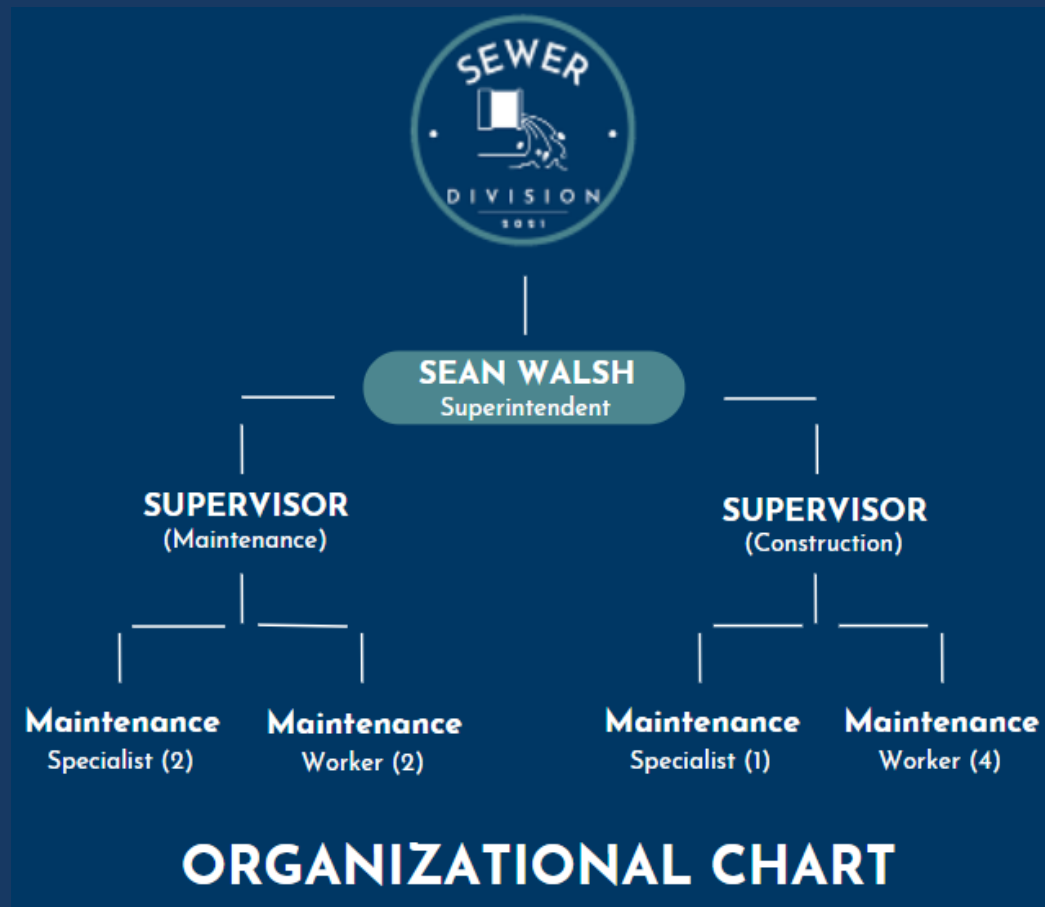 SEWER
DIVISION
2021
SEAN WALSH
Superintendent
SUPERVISOR
(Maintenance)
SUPERVISOR
(Construction)
Maintenance
Specialist (2)
Maintenance
Worker (2)
Maintenance
Specialist (1)
Maintenance
Worker (4)
ORGANIZATIONAL CHART